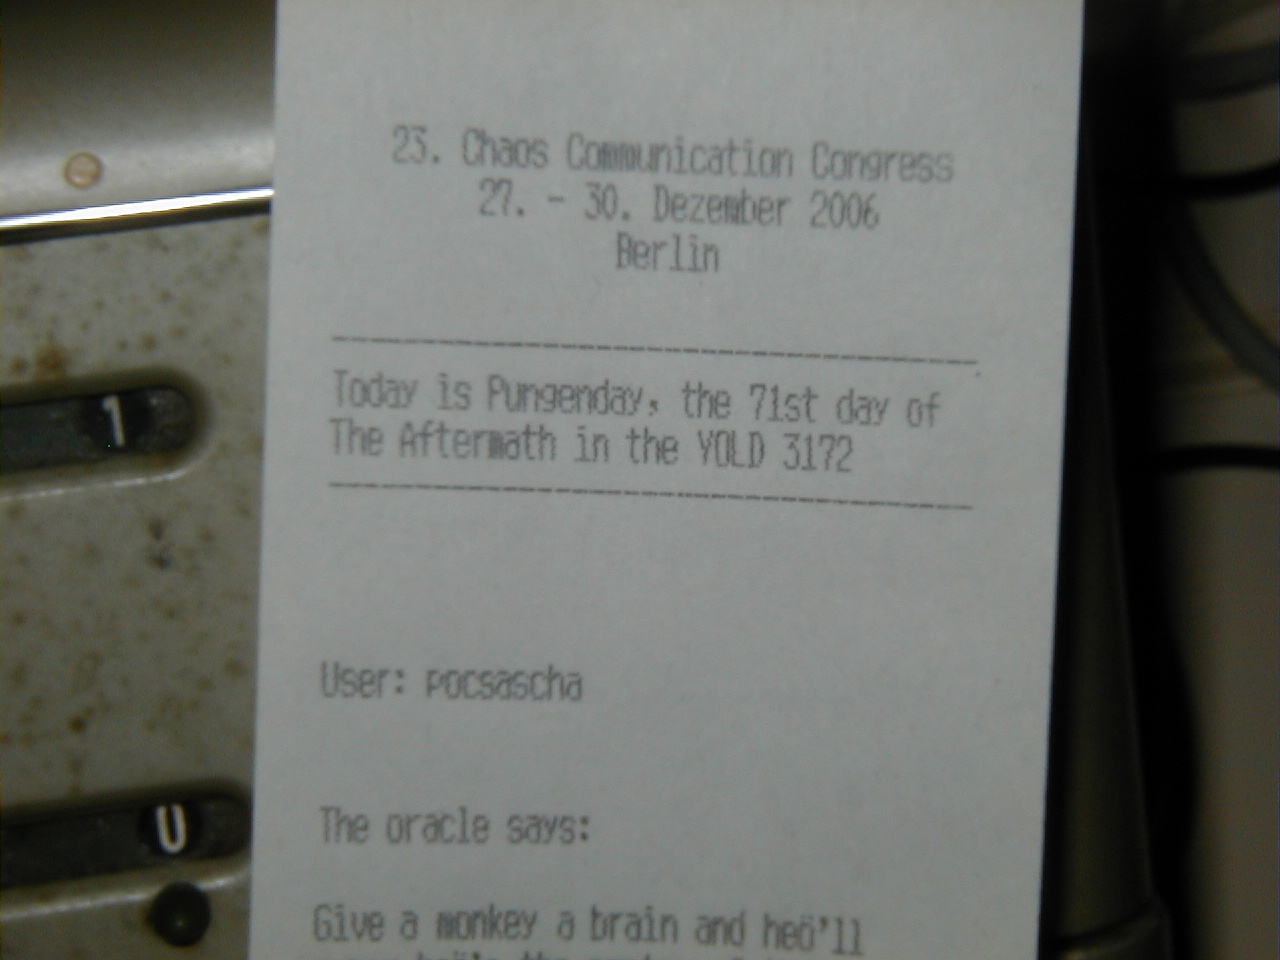 23. Chaos Communication Congress
27. - 30. Dezember 2006
Berlin
Today is Pungenday, the 71st day of
The Aftermath in the YOLD 3172
User: pocsascha
The oracle says:
Give a monkey a brain and heö'll
1
0